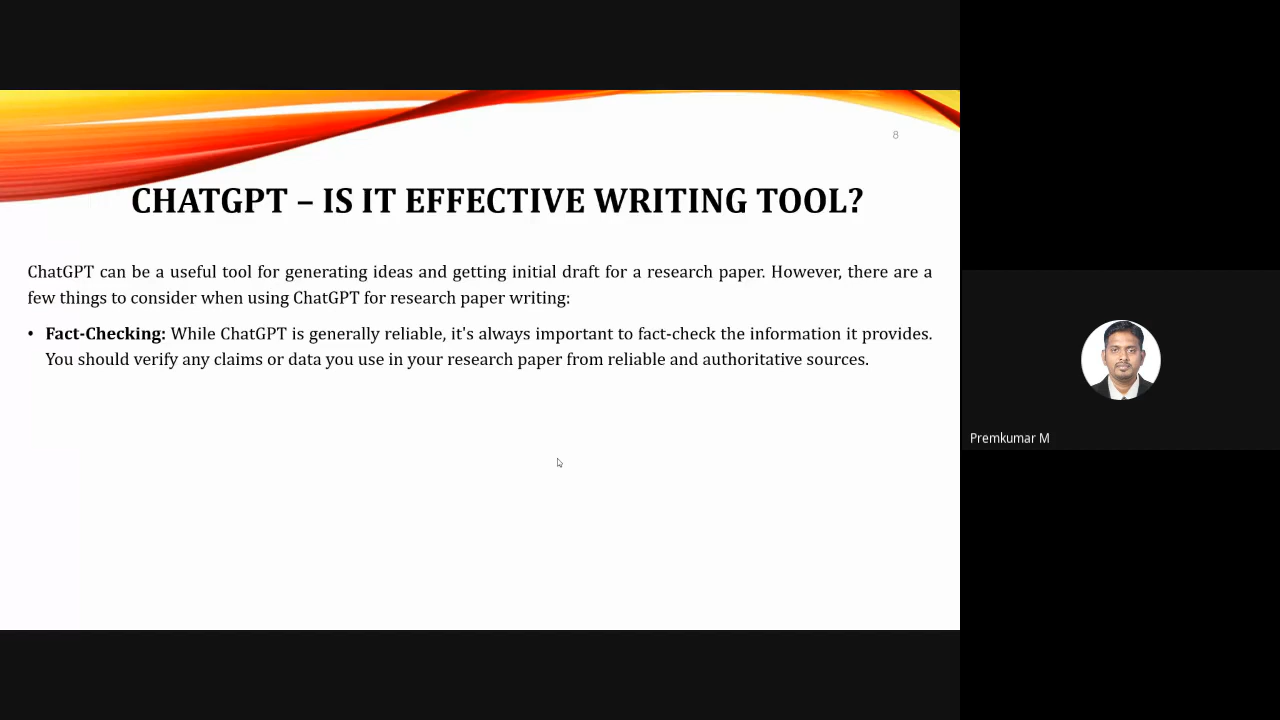 8
CHATGPT – IS IT EFFECTIVE WRITING TOOL?
ChatGPT can be a useful tool for generating ideas and getting initial draft for a research paper. However, there are a
few things to consider when using ChatGPT for research paper writing:
• Fact-Checking: While ChatGPT is generally reliable, it's always important to fact-check the information it provides.
You should verify any claims or data you use in your research paper from reliable and authoritative sources.
Premkumar M